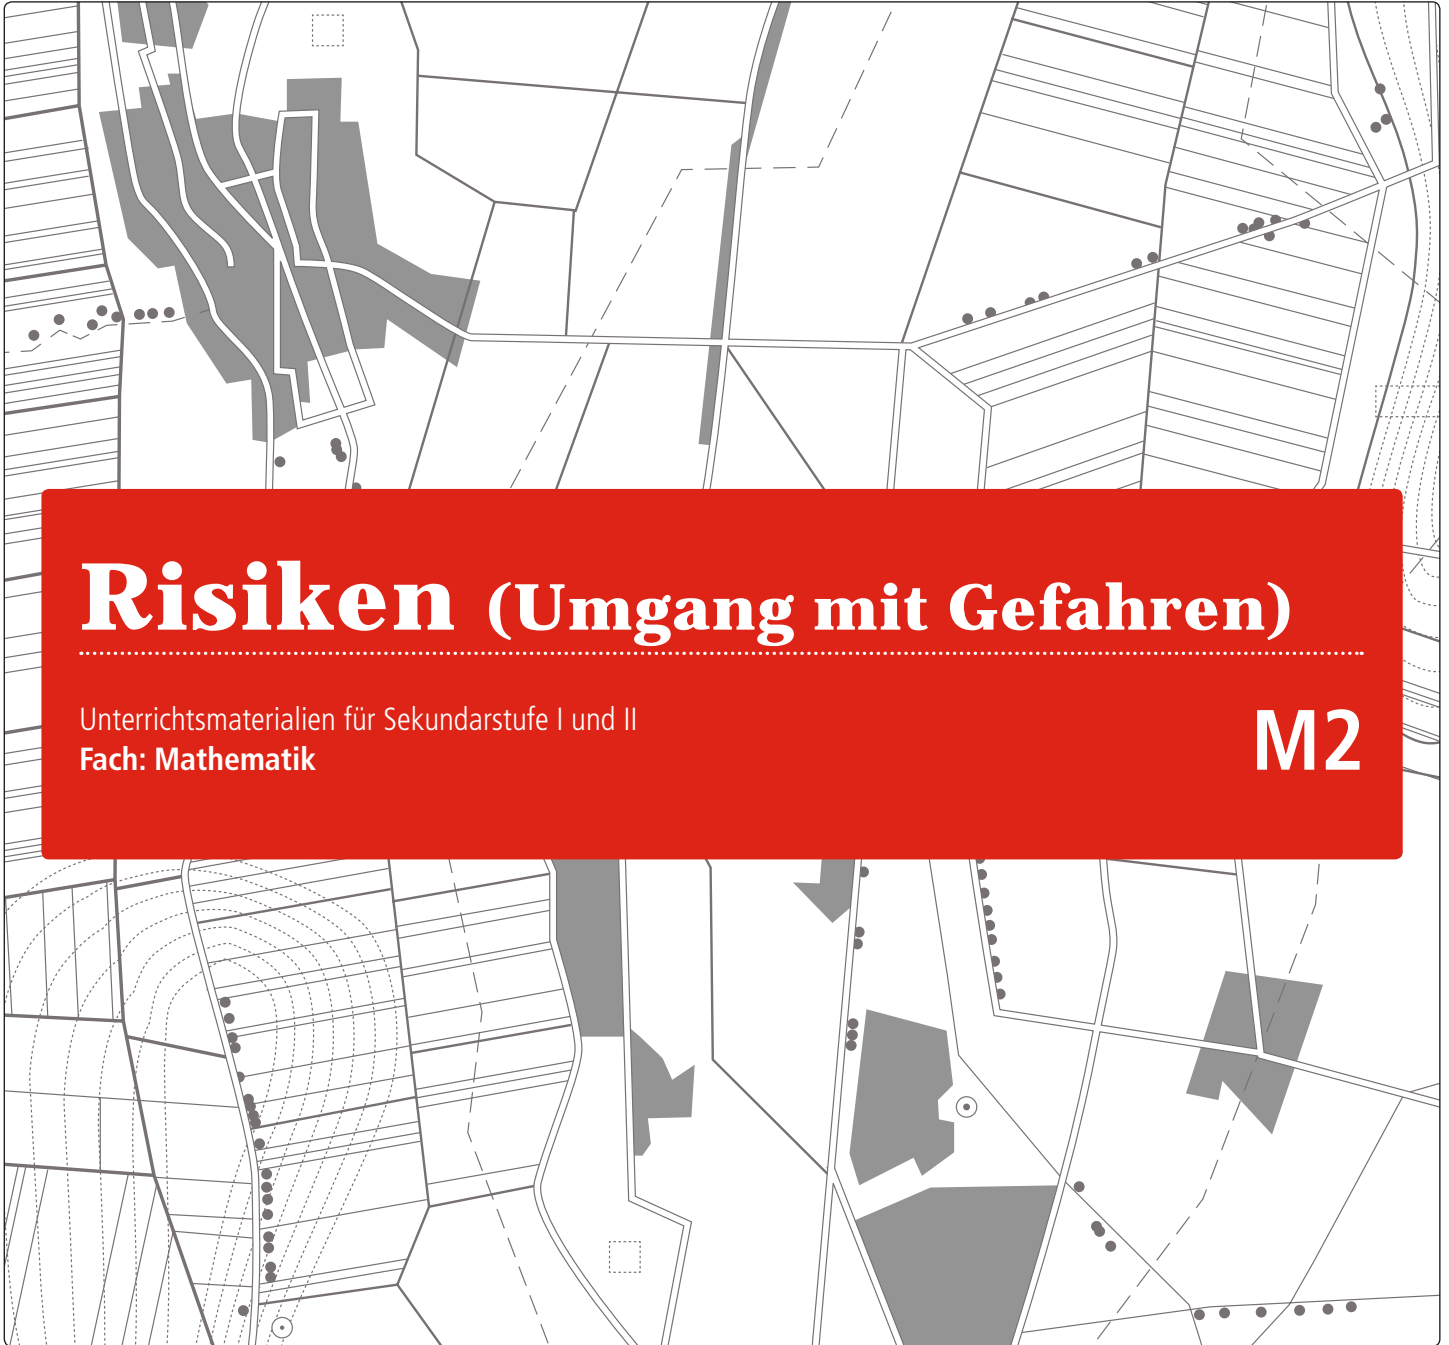 Risiken (Umgang mit Gefahren)
Unterrichtsmaterialien für Sekundarstufe I und II
Fach: Mathematik
M2